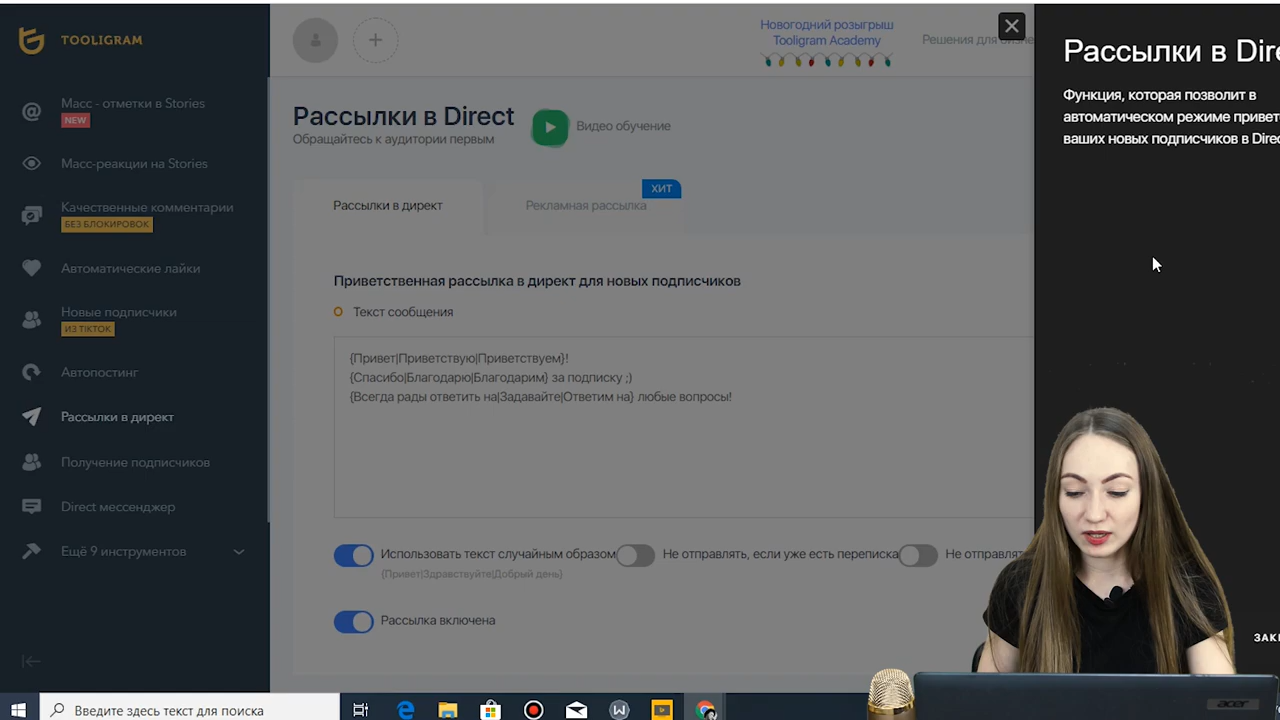 TOOLIGRAM
Масс - отметки в Stories
NEW
Масс-реакции на Stories
Качественные комментарии
БЕЗ БЛОКИРОВОК
Автоматические лайки
Новые подписчики
ИЗ TIKTOK
Автопостинг
Рассылки в директ
Получение подписчиков
Direct мессенджер
Ещё 9 инструментов
Новогодний розыгрыш
Tooligram Academy
Решения для бизне
Рассылки в Direct
Обращайтесь к аудитории первым
Видео обучение
Рассылки в директ
ХИТ
Рекламная рассылка
Приветственная рассылка в директ для новых подписчиков
Текст сообщения
{Привет|Приветствую|Приветствуем}!
{Спасибо|Благодарю|Благодарим} за подписку ;)
{Всегда рады ответить на|Задавайте|Ответим на} любые вопросы!
Использовать текст случайным образом
{Привет|Здравствуйте|Добрый день}
Не отправлять, если уже есть переписка
Не отправлять
Рассылка включена
Рассылки в Dire
Функция, которая позволит в
автоматическом режиме привет
ваших новых подписчиков в Direc
ЗАК
acer
Введите здесь текст для поиска